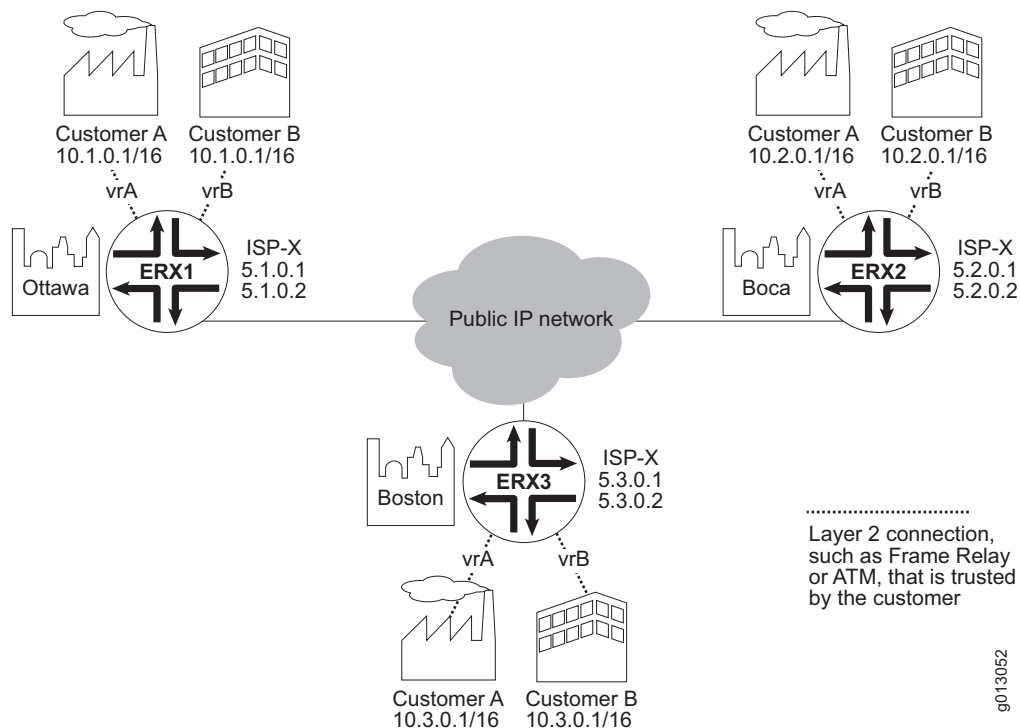 Customer A
10.1.0.1/16
Customer B
10.1.0.1/16
vrA
vrB
Ottawa
ERX1
ISP-X
5.1.0.1
5.1.0.2
Customer A
10.2.0.1/16
Customer B
10.2.0.1/16
vrA
vrB
Boca
ERX2
ISP-X
5.2.0.1
5.2.0.2
Public IP network
Boston
ERX3
ISP-X
5.3.0.1
5.3.0.2
vrA
vrB
Customer A
10.3.0.1/16
Customer B
10.3.0.1/16
Layer 2 connection,
such as Frame Relay
or ATM, that is trusted
by the customer
g013052